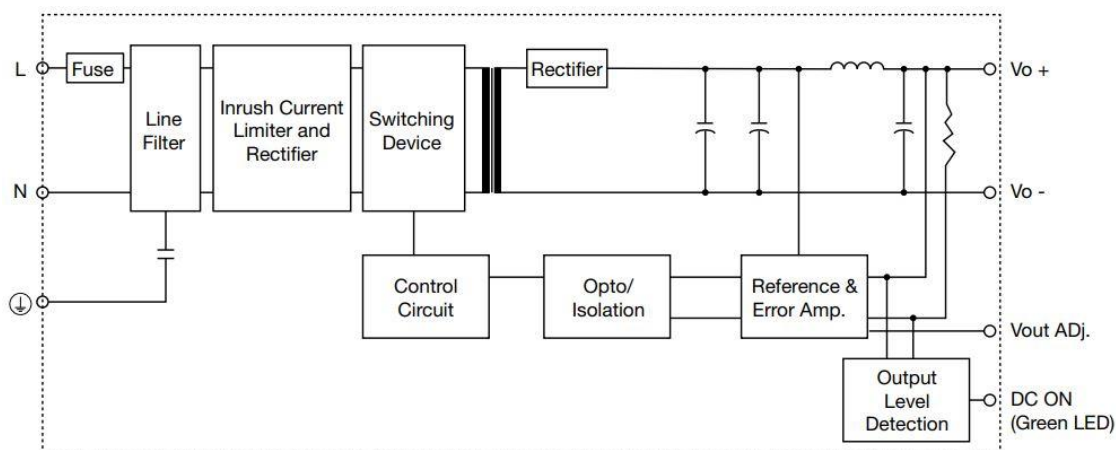 L
Fuse
Line
Filter
Inrush Current
Limiter and
Rectifier
Switching
Device
Rectifier
Vo +
N
Vo -
Control
Circuit
Opto/
Isolation
Reference &
Error Amp.
Vout ADj.
Output
Level
Detection
DC ON
(Green LED)